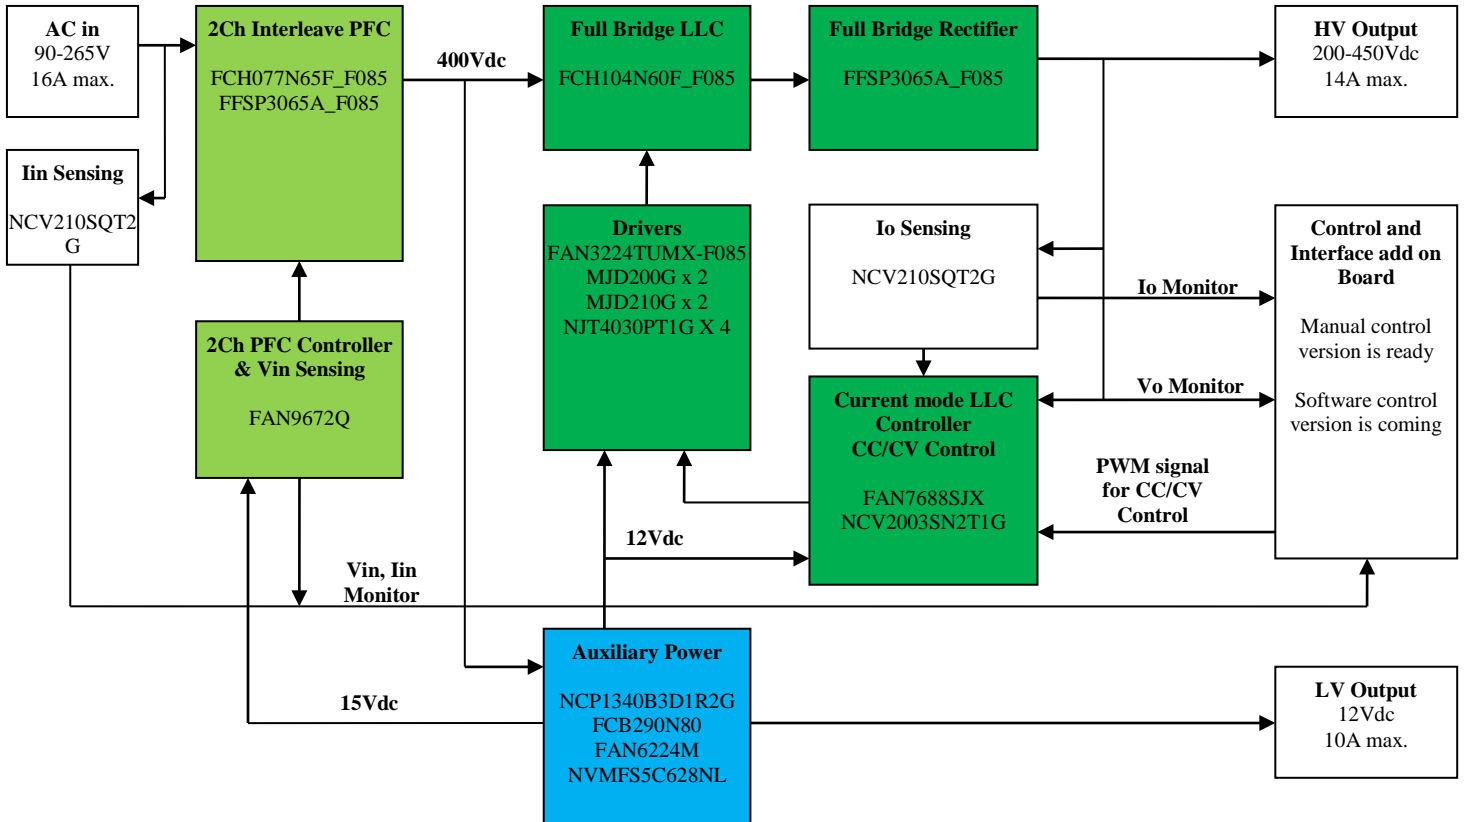 AC in
90-265V
16A max.
2Ch Interleave PFC
FCH077N65F_F085
FFSP3065A_F085
400Vdc
Full Bridge LLC
FCH104N60F_F085
Full Bridge Rectifier
FFSP3065A_F085
HV Output
200-450Vdc
14A max.
Iin Sensing
NCV210SQT2
G
Drivers
FAN3224TUMX-F085
MJD200G x 2
MJD210G x 2
NJT4030PT1G X 4
Io Sensing
NCV210SQT2G
Io Monitor
Control and
Interface add on
Board
Manual control
version is ready
Software control
version is coming
2Ch PFC Controller
& Vin Sensing
FAN9672Q
Current mode LLC
Controller
CC/CV Control
FAN7688SJX
NCV2003SN2T1G
Vo Monitor
PWM signal
for CC/CV
Control
12Vdc
Vin, Iin
Monitor
15Vdc
Auxiliary Power
NCP1340B3D1R2G
FCB290N80
FAN6224M
NVMFS5C628NL
LV Output
12Vdc
10A max.